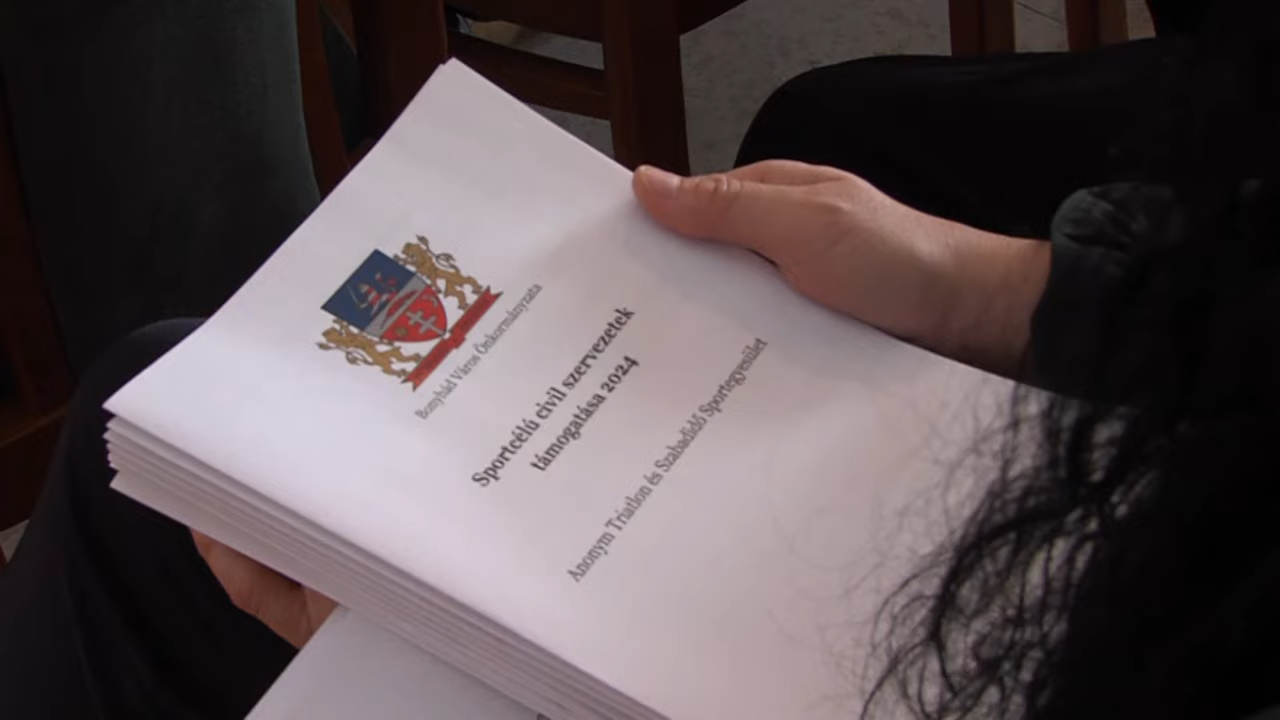 Bonyhád Város Önkormányzata
Sportcélú civil szervezetek
támogatása 2024
Anonym Triatlon és Szabadidő Sportegyesület